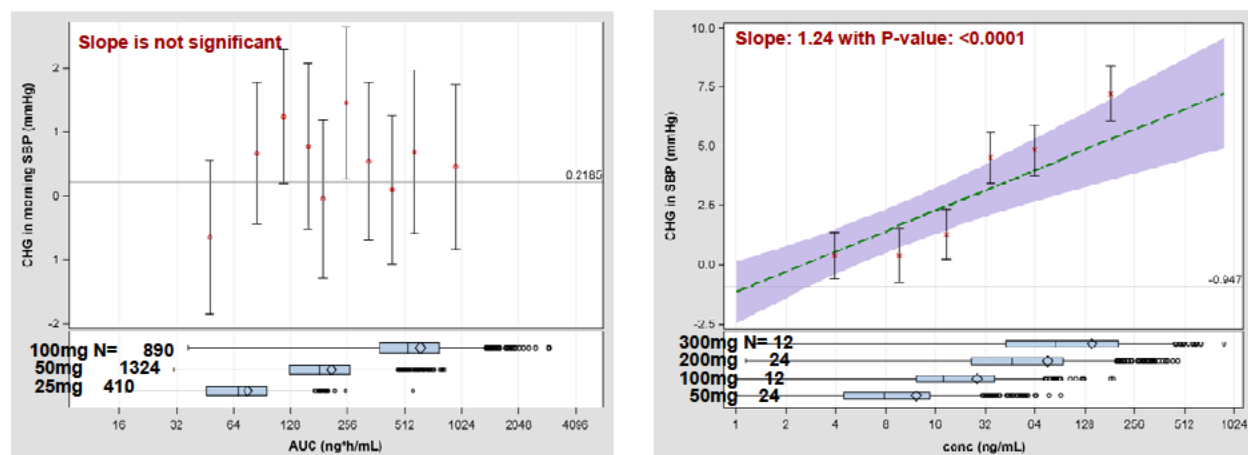 Slope is not significant
CHG in morning SBP (mmHg)
2
1
0
1
-2
0.2185
100mg N= 890
50mg 1324
25mg 410
16 32 64 128 256 512 1024 2048 4096
AUC (ng*h/mL)
Slope: 1.24 with P-value: <0.0001
CHG in SBP (mmHg)
10.0
7.5
5.0
2.5
0.0
-2.5
-0.947
300mg N= 12
200mg 24
100mg 12
50mg 24
1 2 4 8 16 32 64 128 256 512 1024
conc (ng/mL)